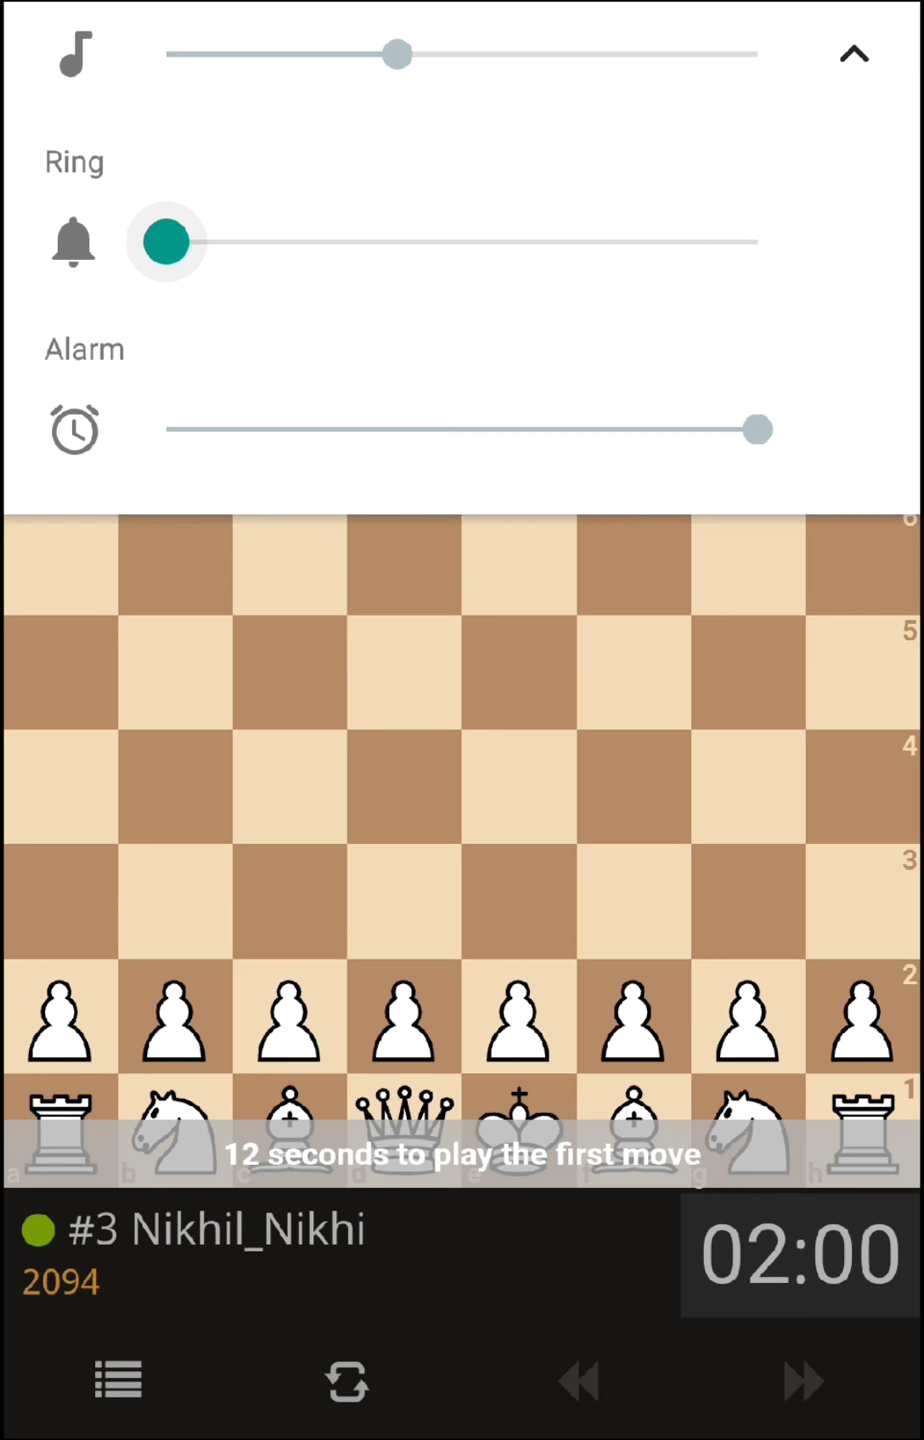 Ring
Alarm
6
5
4
3
2
1
12 seconds to play the first move
a b c d e f g h
#3 Nikhil_Nikhi
02:00
2094